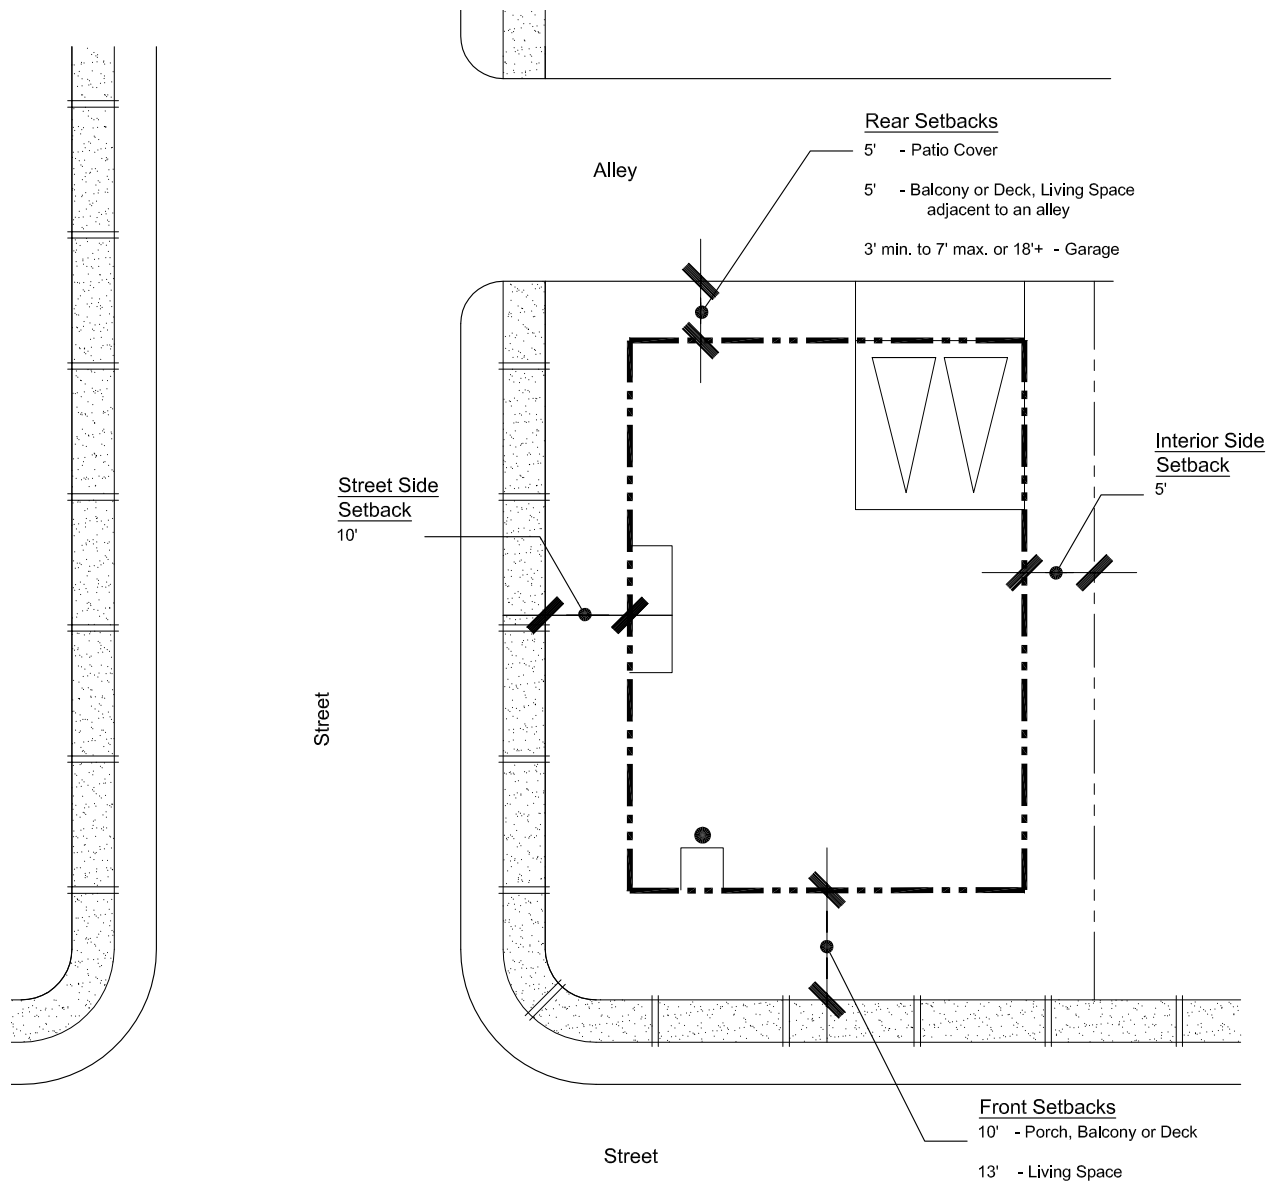 Rear Setbacks
5' - Patio Cover
Alley
5' - Balcony or Deck, Living Space
adjacent to an alley
3' min. to 7' max. or 18'+ - Garage
Interior Side
Setback
5'
Street Side
Setback
10'
Street
Front Setbacks
10' - Porch, Balcony or Deck
Street
13' - Living Space